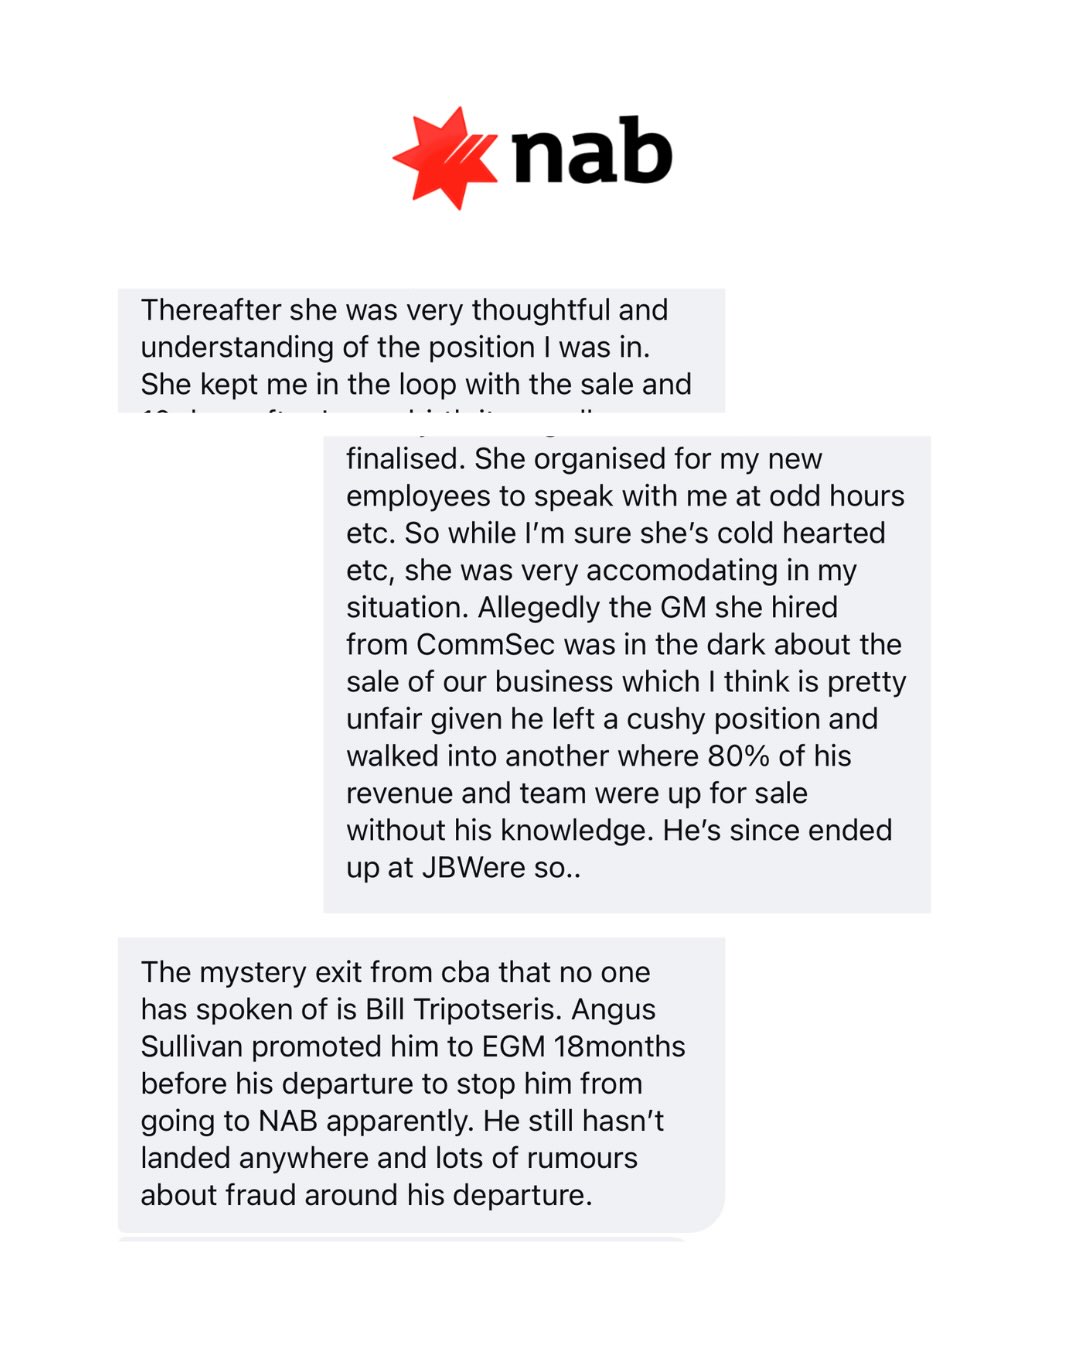 nab
Thereafter she was very thoughtful and
understanding of the position I was in.
She kept me in the loop with the sale and
finalised. She organised for my new
employees to speak with me at odd hours
etc. So while I’m sure she’s cold hearted
etc, she was very accomodating in my
situation. Allegedly the GM she hired
from CommSec was in the dark about the
sale of our business which I think is pretty
unfair given he left a cushy position and
walked into another where 80% of his
revenue and team were up for sale
without his knowledge. He’s since ended
up at JBWere so..
The mystery exit from cba that no one
has spoken of is Bill Tripotseris. Angus
Sullivan promoted him to EGM 18months
before his departure to stop him from
going to NAB apparently. He still hasn’t
landed anywhere and lots of rumours
about fraud around his departure.